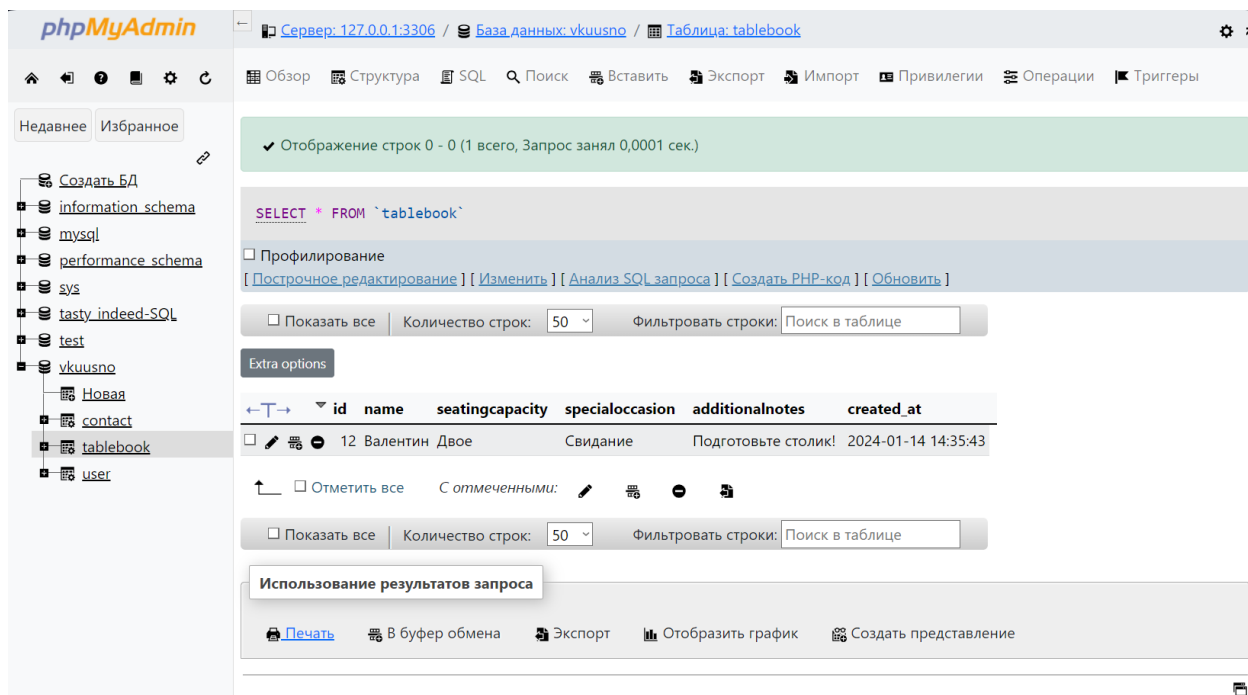 phpMyAdmin
Сервер: 127.0.0.1:3306 / База данных: vkuusno / Таблица: tablebook
Обзор Структура SQL Поиск Вставить Экспорт Импорт Привилегии Операции Триггеры
Недавнее Избранное
Создать БД
information_schema
mysql
performance_schema
sys
tasty_indeed-SQL
test
vkuusno
Новая
contact
tablebook
user
Отображение строк 0 - 0 (1 всего, Запрос занял 0,0001 сек.)
SELECT * FROM `tablebook`
Профилирование
[ Построчное редактирование ] [ Изменить ] [ Анализ SQL запроса ] [ Создать PHP-код ] [ Обновить ]
Показать все Количество строк: 50 Фильтровать строки: Поиск в таблице
Extra options
←T→ id name seatingcapacity specialoccasion additionalnotes created_at
12 Валентин Двое Свидание Подготовьте столик! 2024-01-14 14:35:43
Отметить все С отмеченными:
Показать все Количество строк: 50 Фильтровать строки: Поиск в таблице
Использование результатов запроса
Печать В буфер обмена Экспорт Отобразить график Создать представление